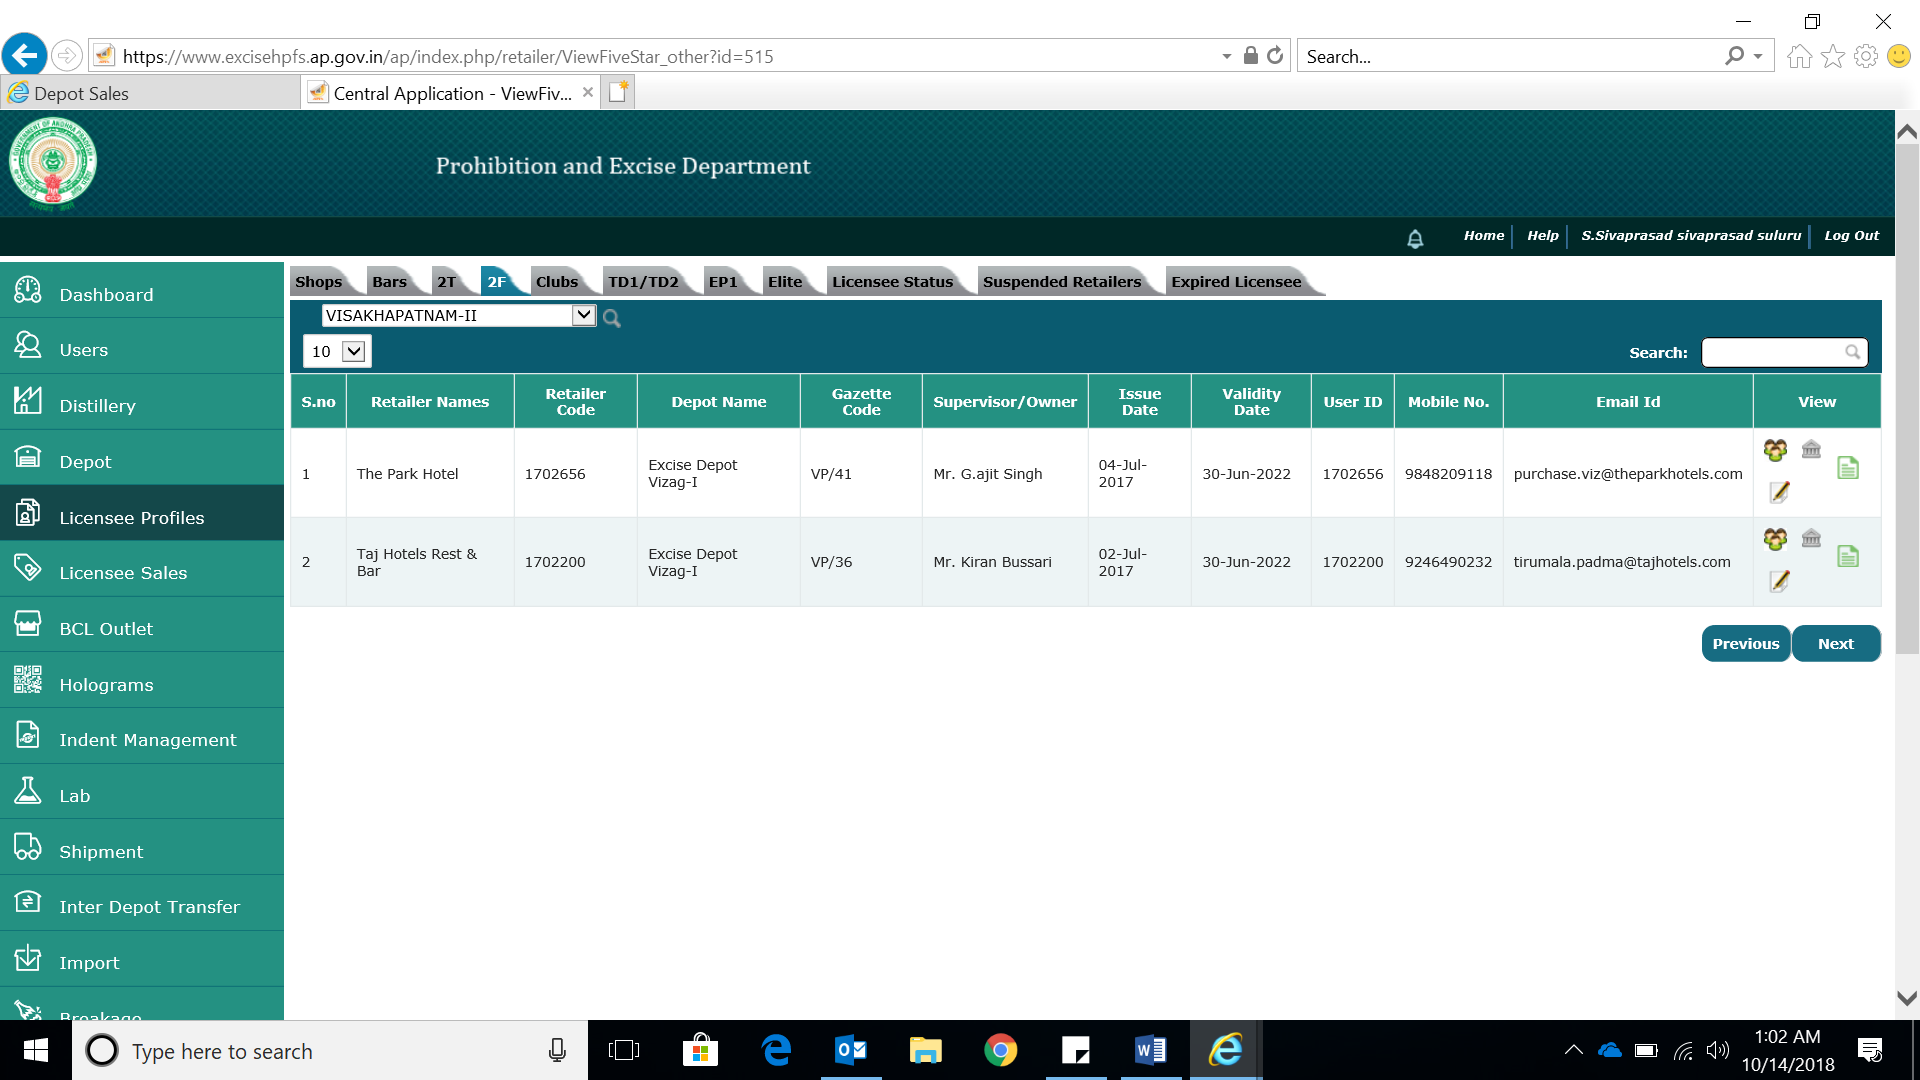 https://www.excisehpfs.ap.gov.in/ap/index.php/retailer/ViewFiveStar_other?id=515
Search...
Depot Sales
Central Application - ViewFiv...
Prohibition and Excise Department
Home Help S.Sivaprasad sivaprasad suluru Log Out
Shops Bars 2T 2F Clubs TD1/TD2 EP1 Elite Licensee Status Suspended Retailers Expired Licensee
VISAKHAPATNAM-II
10
Search:
S.no Retailer Names Retailer Code Depot Name Gazette Code Supervisor/Owner Issue Date Validity Date User ID Mobile No. Email Id View
1 The Park Hotel 1702656 Excise Depot Vizag-I VP/41 Mr. G.ajit Singh 04-Jul-2017 30-Jun-2022 1702656 9848209118 purchase.viz@theparkhotels.com
2 Taj Hotels Rest & Bar 1702200 Excise Depot Vizag-I VP/36 Mr. Kiran Bussari 02-Jul-2017 30-Jun-2022 1702200 9246490232 tirumala.padma@tajhotels.com
Previous Next
Dashboard
Users
Distillery
Depot
Licensee Profiles
Licensee Sales
BCL Outlet
Holograms
Indent Management
Lab
Shipment
Inter Depot Transfer
Import
Breakage
Type here to search
1:02 AM
10/14/2018